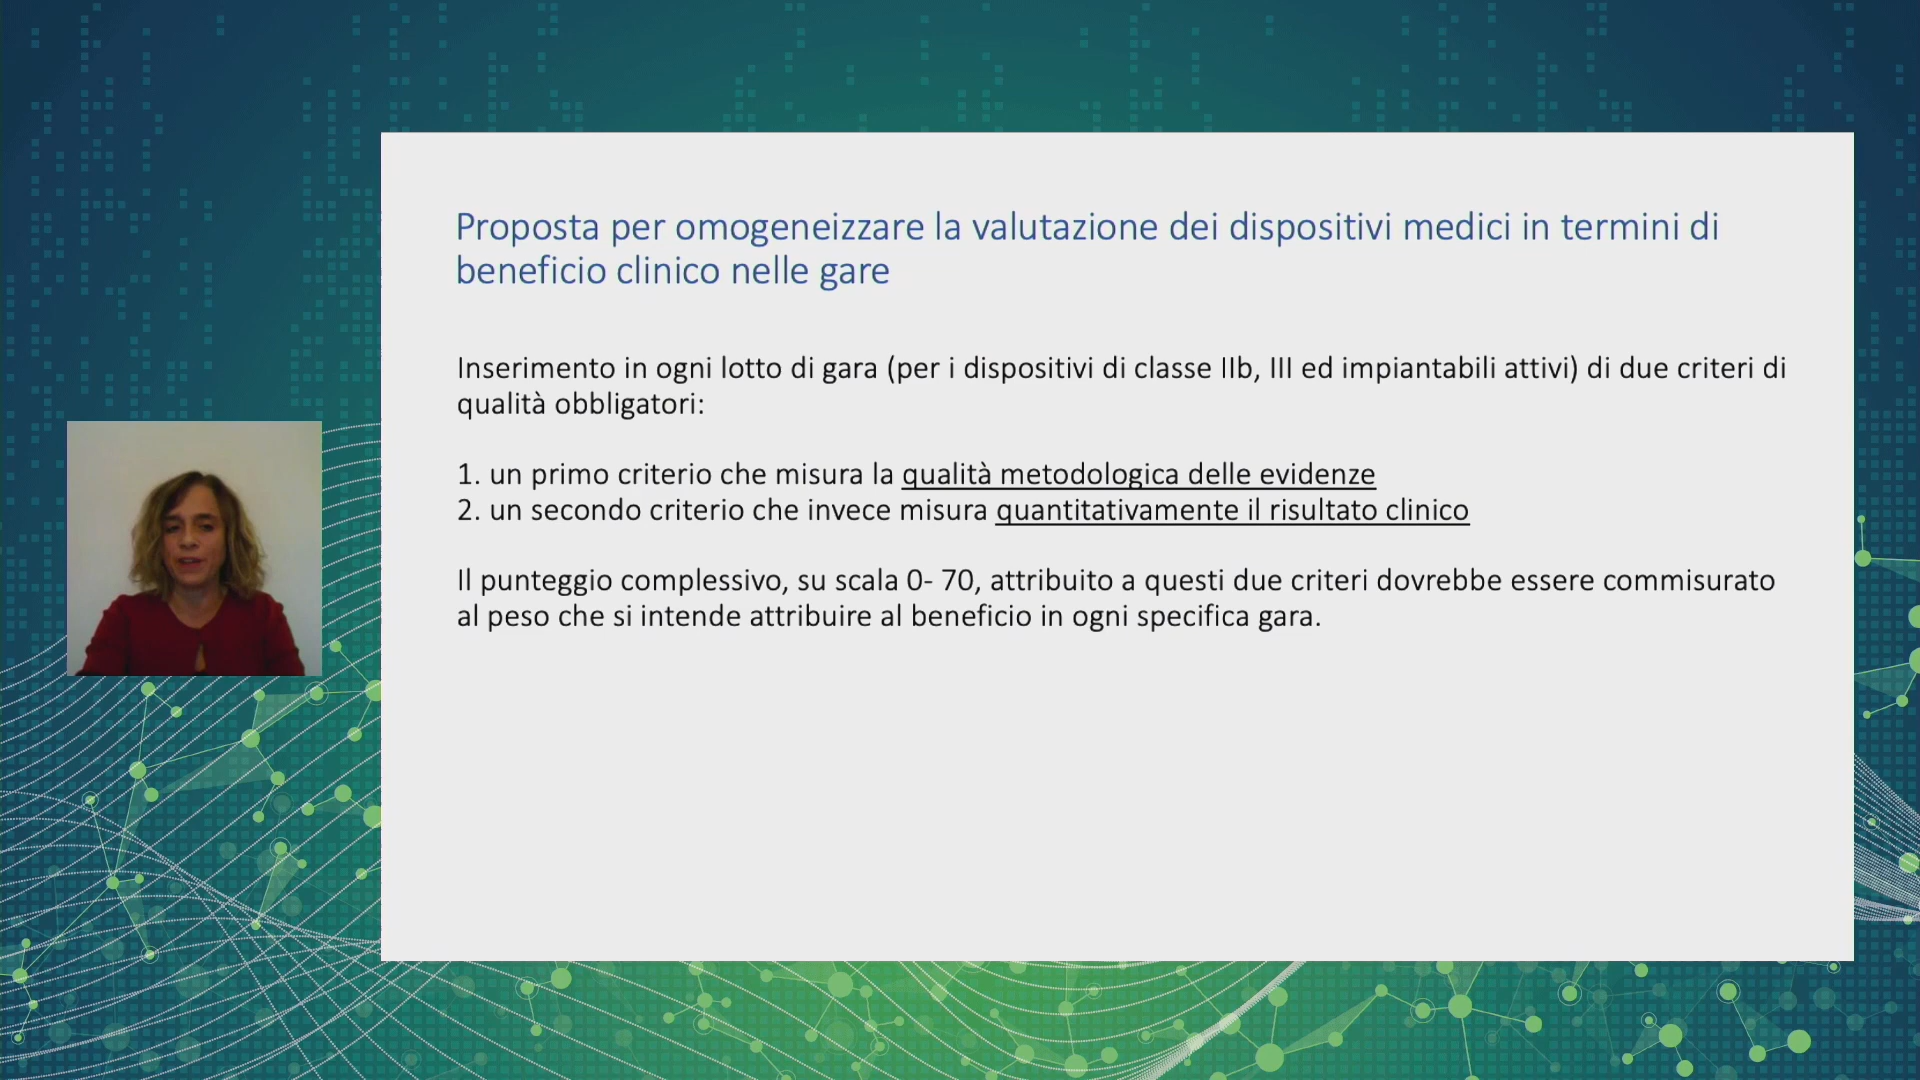 Proposta per omogeneizzare la valutazione dei dispositivi medici in termini di
beneficio clinico nelle gare
Inserimento in ogni lotto di gara (per i dispositivi di classe IIb, III ed impiantabili attivi) di due criteri di
qualità obbligatori:
1. un primo criterio che misura la qualità metodologica delle evidenze
2. un secondo criterio che invece misura quantitativamente il risultato clinico
Il punteggio complessivo, su scala 0- 70, attribuito a questi due criteri dovrebbe essere commisurato
al peso che si intende attribuire al beneficio in ogni specifica gara.